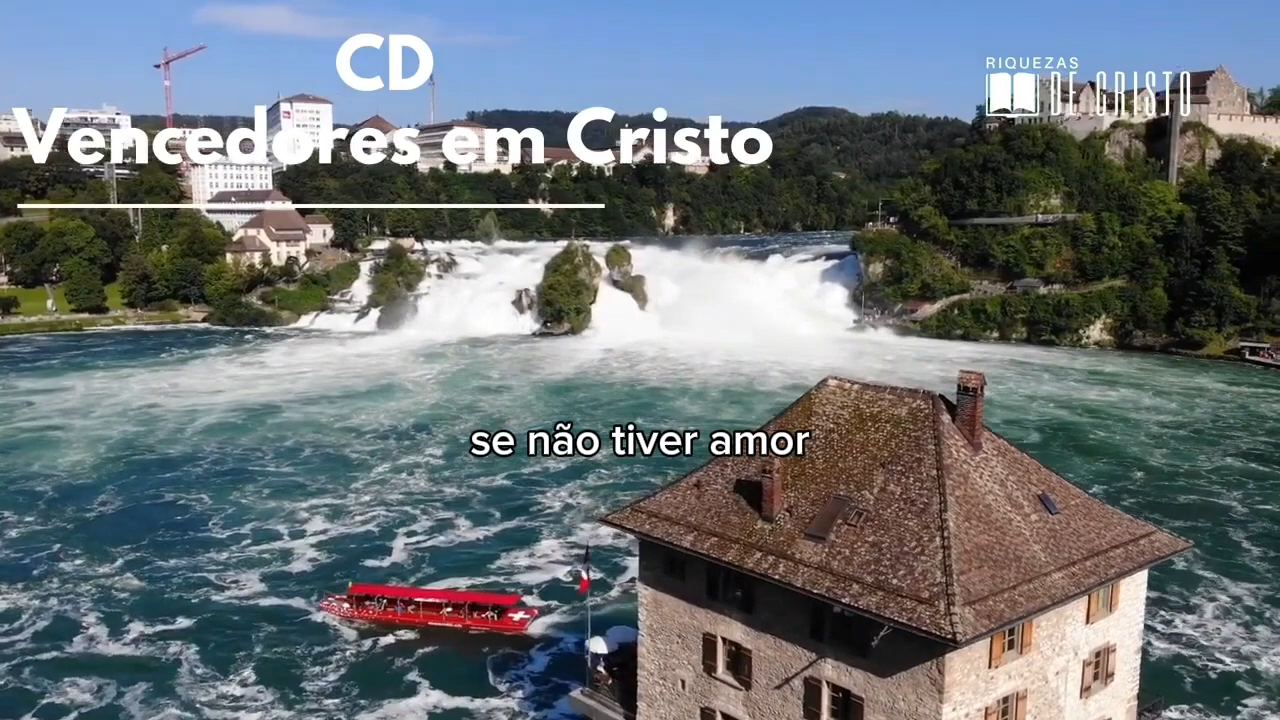 CD
Vencedores em Cristo
RIQUEZAS
DE CRISTO
se não tiver amor